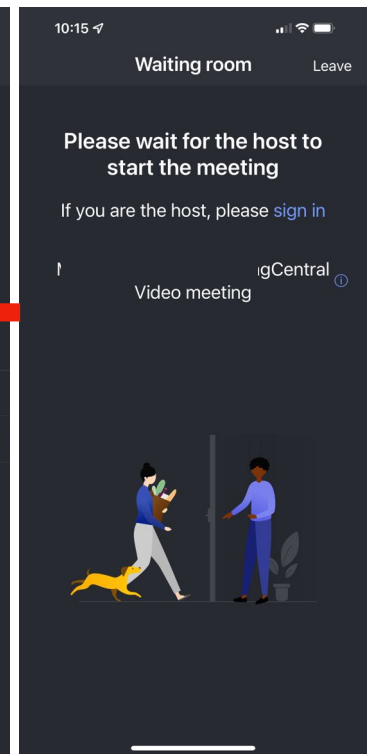 10:15
Waiting room Leave
Please wait for the host to
start the meeting
If you are the host, please sign in
gCentral
Video meeting